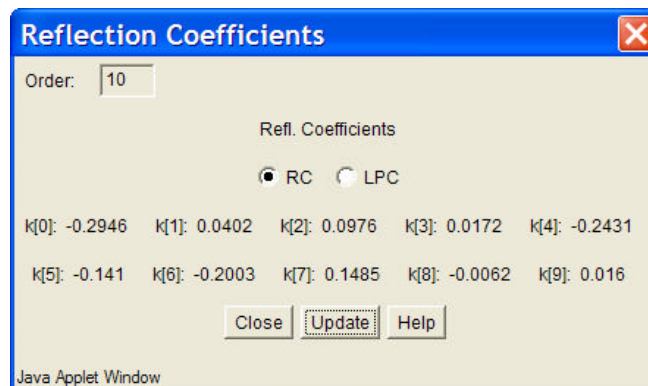 Reflection Coefficients
Order: 10
Refl. Coefficients
RC LPC
k[0]: -0.2946 k[1]: 0.0402 k[2]: 0.0976 k[3]: 0.0172 k[4]: -0.2431
k[5]: -0.141 k[6]: -0.2003 k[7]: 0.1485 k[8]: -0.0062 k[9]: 0.016
Close Update Help
Java Applet Window